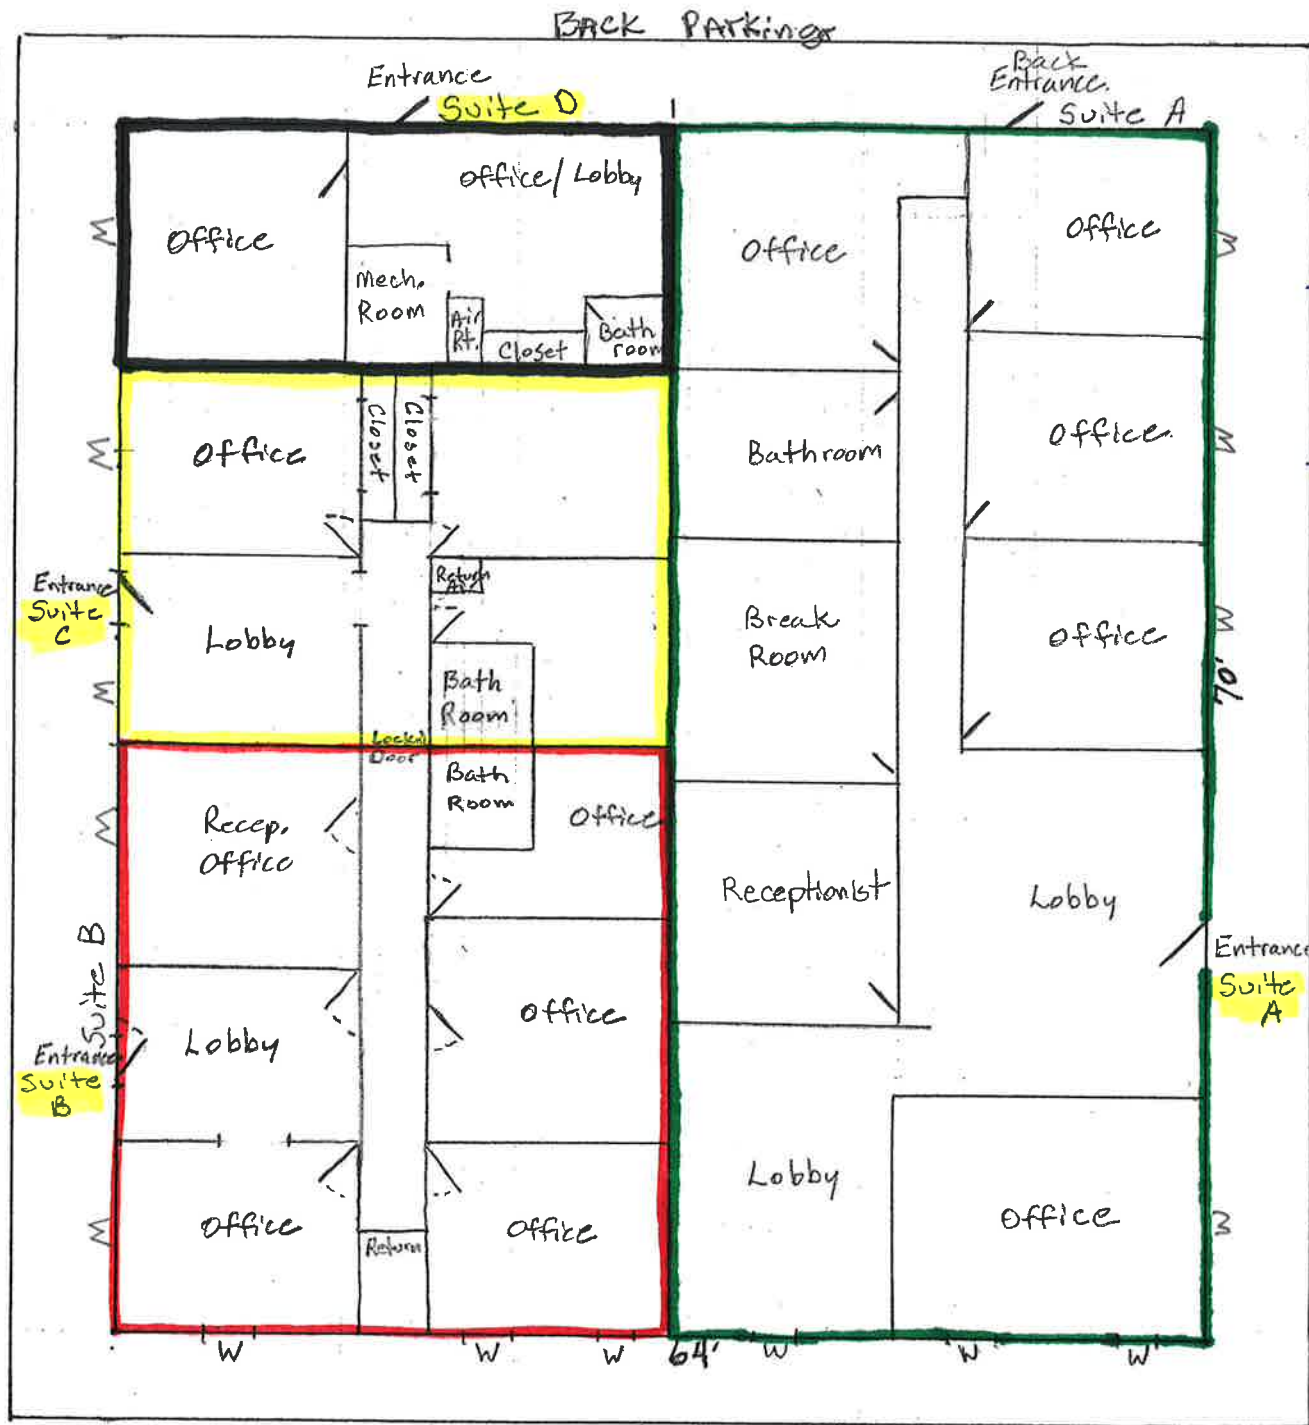 BACK PARKing
Entrance
Suite D
Back
Entrance.
Suite A
Office
Office/Lobby
Mech.
Room
Air
Rt.
Closet
Bath
room
Office
Office
Office
Closet
Closet
Bathroom
Office
Entrance
Suite
C
Lobby
Return
Air
Bath
Room
Break
Room
Office
70'
Lock
Door
Recep.
Office
Bath
Room
Office
Receptionist
Lobby
Entrance
Suite
A
Suite B
Entrance
Suite
B
Lobby
Office
Office
Return
Office
Lobby
Office
W
W
W
64'
W
W
W
W
W
W
W
W
W
W
W
W
W